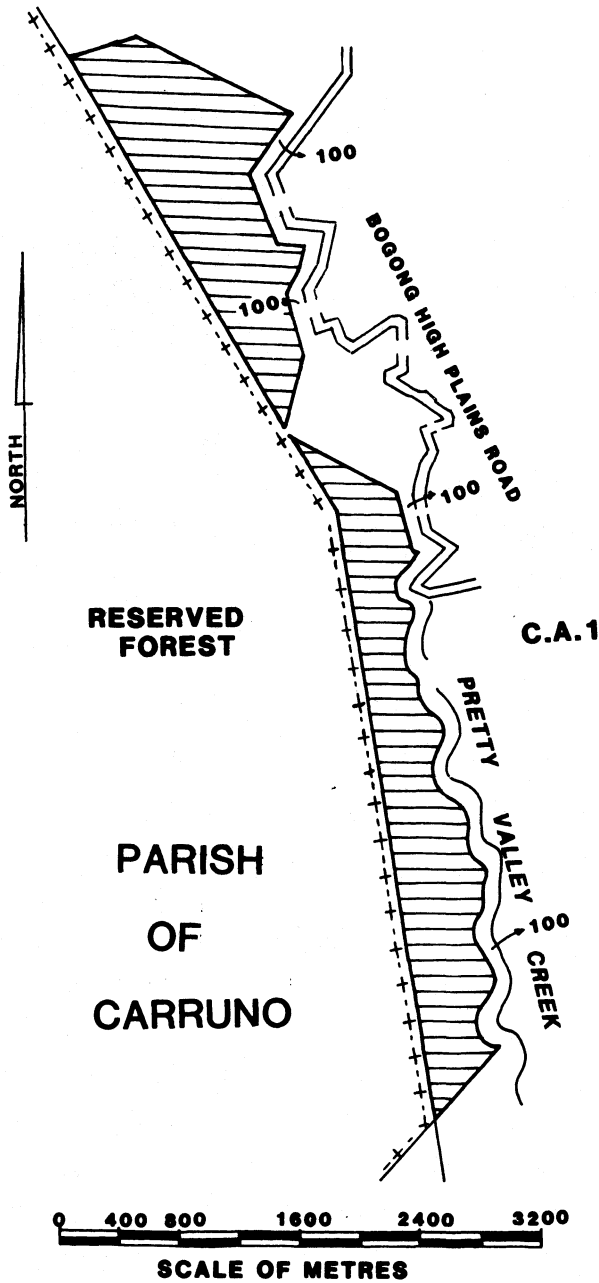 100
BOGONG HIGH PLAINS ROAD
100
100
NORTH
RESERVED
FOREST
C.A.1
PRETTY
VALLEY
CREEK
PARISH
OF
CARRUNO
100
0 400 800 1600 2400 3200
SCALE OF METRES